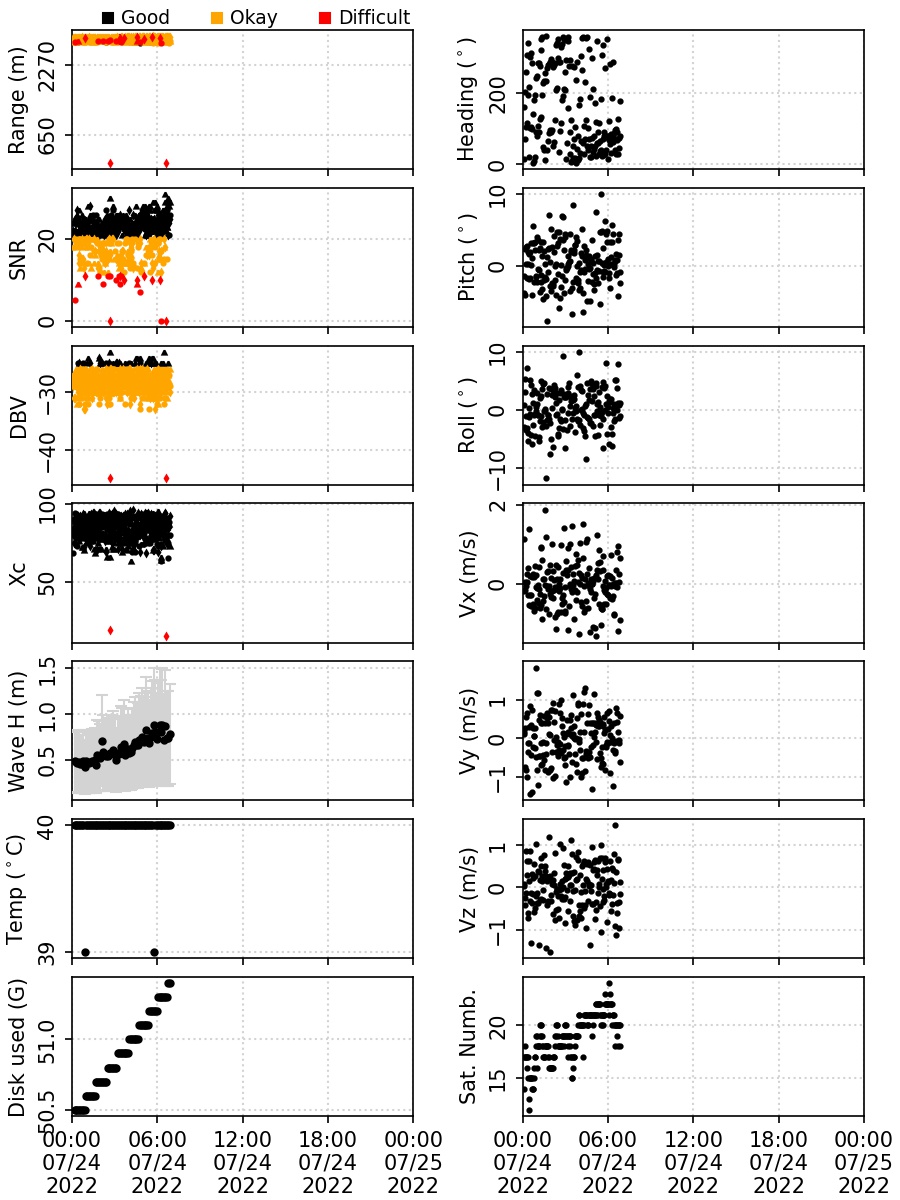 Good Okay Difficult
Range (m)
2270
650
Heading (°)
200
0
SNR
20
0
Pitch (°)
10
0
DBV
−30
−40
Roll (°)
10
0
−10
Xc
100
50
Vx (m/s)
2
0
Wave H (m)
1.5
1.0
0.5
Vy (m/s)
1
0
−1
Temp (°C)
40
39
Vz (m/s)
1
0
−1
Disk used (G)
51.0
50.5
Sat. Numb.
20
15
00:00 06:00 12:00 18:00 00:00
07/24 07/24 07/24 07/24 07/25
2022 2022 2022 2022 2022
00:00 06:00 12:00 18:00 00:00
07/24 07/24 07/24 07/24 07/25
2022 2022 2022 2022 2022